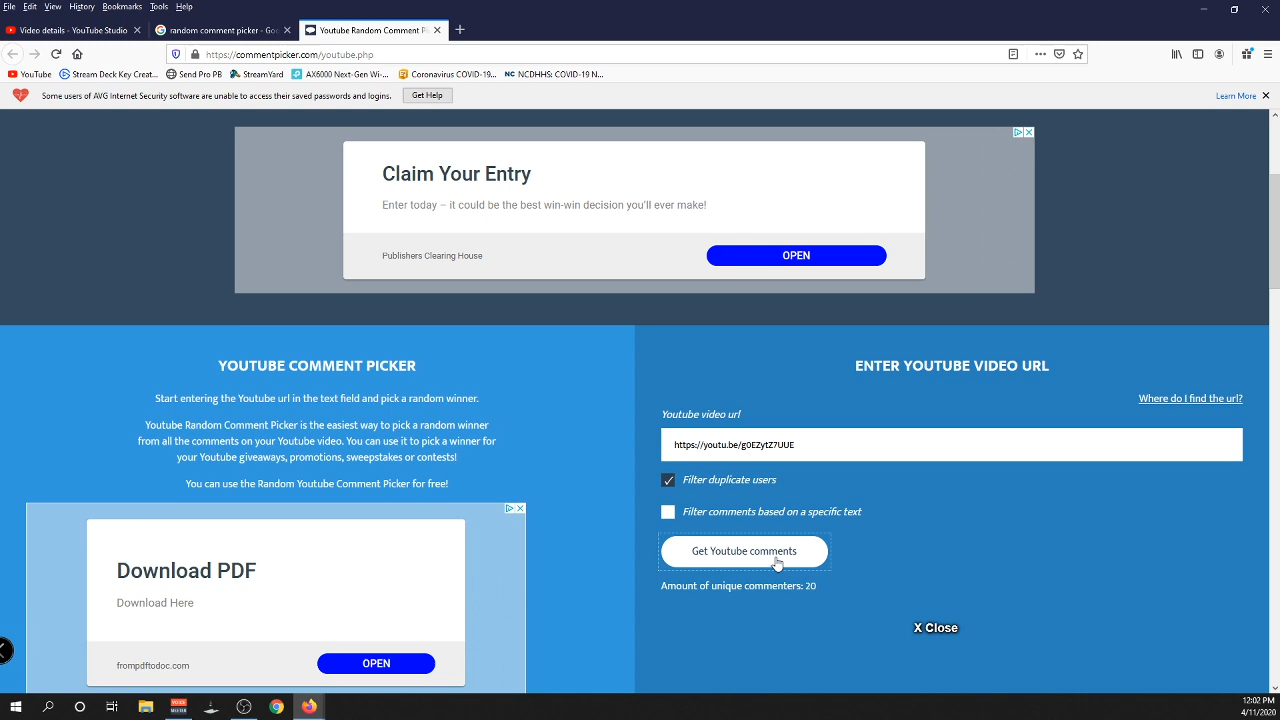 File Edit View History Bookmarks Tools Help
Video details - YouTube Studio
random comment picker - Goo
Youtube Random Comment Pi
https://commentpicker.com/youtube.php
YouTube Stream Deck Key Creat... Send Pro PB StreamYard AX6000 Next-Gen Wi-... Coronavirus COVID-19... NC NCDHHS: COVID-19 N...
Some users of AVG Internet Security software are unable to access their saved passwords and logins. Get Help Learn More
Claim Your Entry
Enter today – it could be the best win-win decision you'll ever make!
Publishers Clearing House OPEN
YOUTUBE COMMENT PICKER
Start entering the Youtube url in the text field and pick a random winner.
Youtube Random Comment Picker is the easiest way to pick a random winner
from all the comments on your Youtube video. You can use it to pick a winner for
your Youtube giveaways, promotions, sweepstakes or contests!
You can use the Random Youtube Comment Picker for free!
Download PDF
Download Here
frompdftodoc.com OPEN
ENTER YOUTUBE VIDEO URL
Where do I find the url?
Youtube video url
https://youtu.be/g0EZytZ7UUE
Filter duplicate users
Filter comments based on a specific text
Get Youtube comments
Amount of unique commenters: 20
X Close
VOICE
MEETER
12:02 PM
4/11/2020